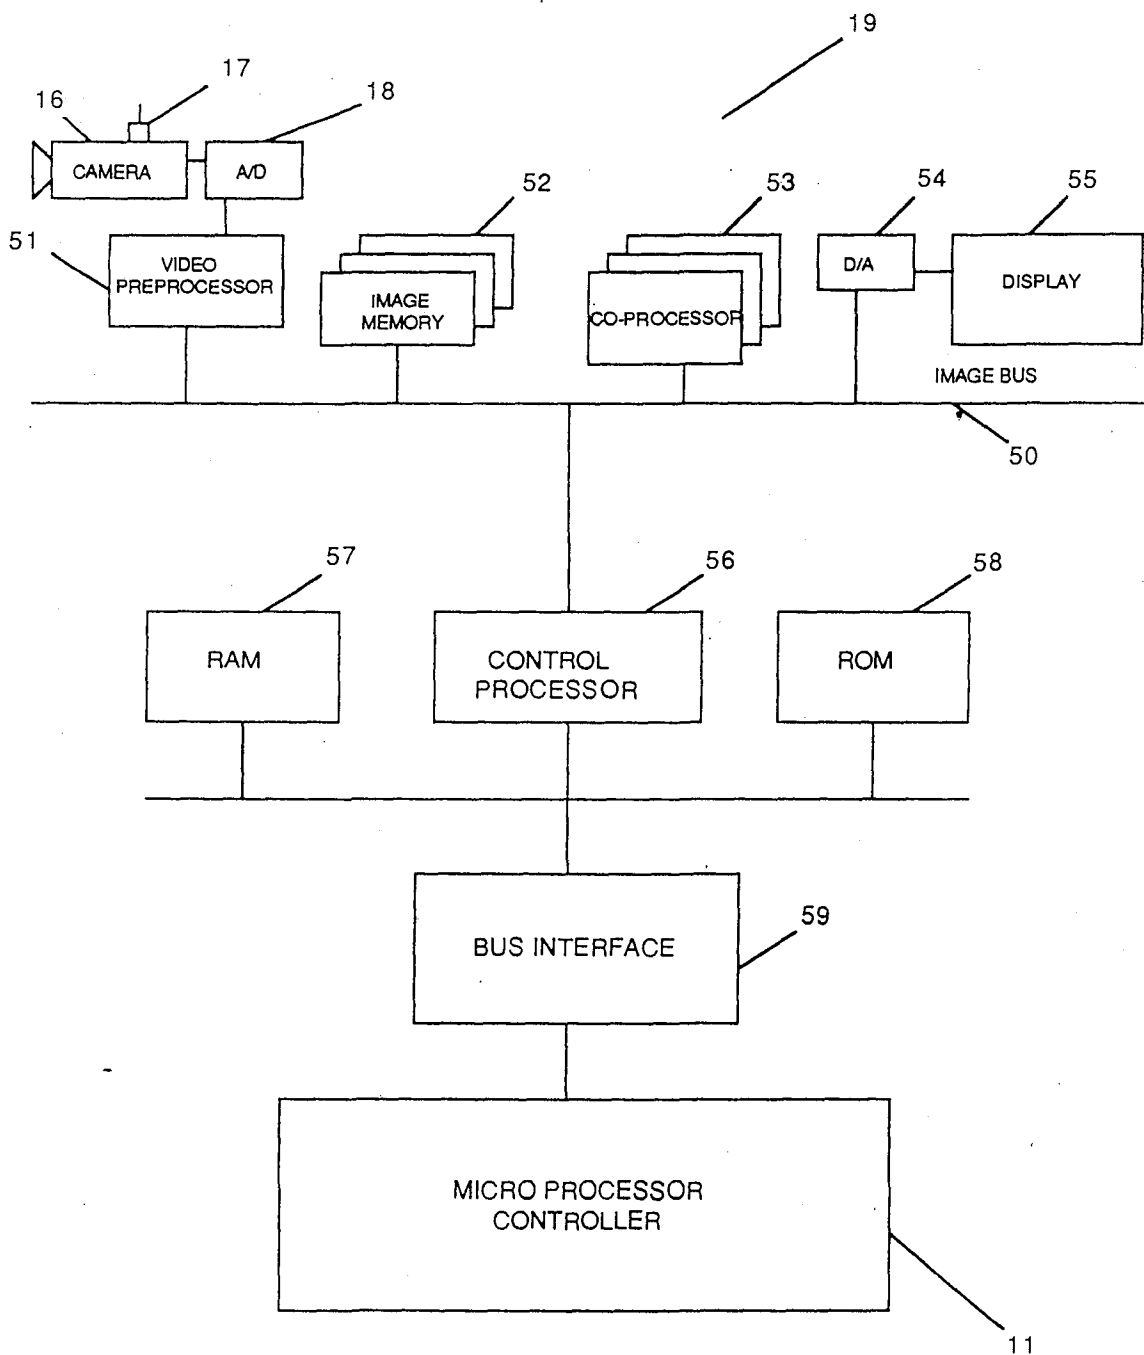 19
17
16
18
CAMERA
A/D
52
53
54
55
51
VIDEO
PREPROCESSOR
IMAGE
MEMORY
CO-PROCESSOR
D/A
DISPLAY
IMAGE BUS
50
57
56
58
RAM
CONTROL
PROCESSOR
ROM
59
BUS INTERFACE
MICRO PROCESSOR
CONTROLLER
11